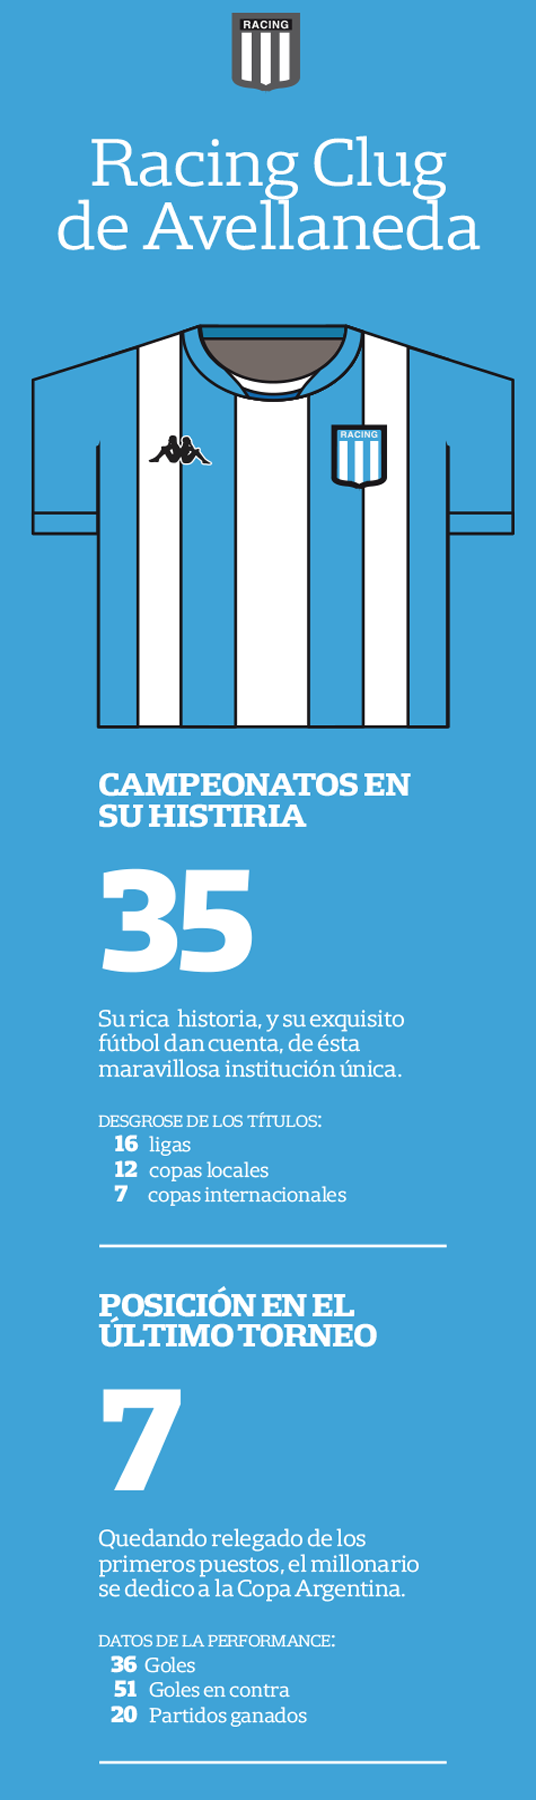 RACING
Racing Clug
de Avellaneda
RACING
CAMPEONATOS EN
SU HISTIRIA
35
Su rica historia, y su exquisito
fútbol dan cuenta, de ésta
maravillosa institución única.
DESGROSE DE LOS TÍTULOS:
16 ligas
12 copas locales
7 copas internacionales
POSICIÓN EN EL
ÚLTIMO TORNEO
7
Quedando relegado de los
primeros puestos, el millonario
se dedico a la Copa Argentina.
DATOS DE LA PERFORMANCE:
36 Goles
51 Goles en contra
20 Partidos ganados